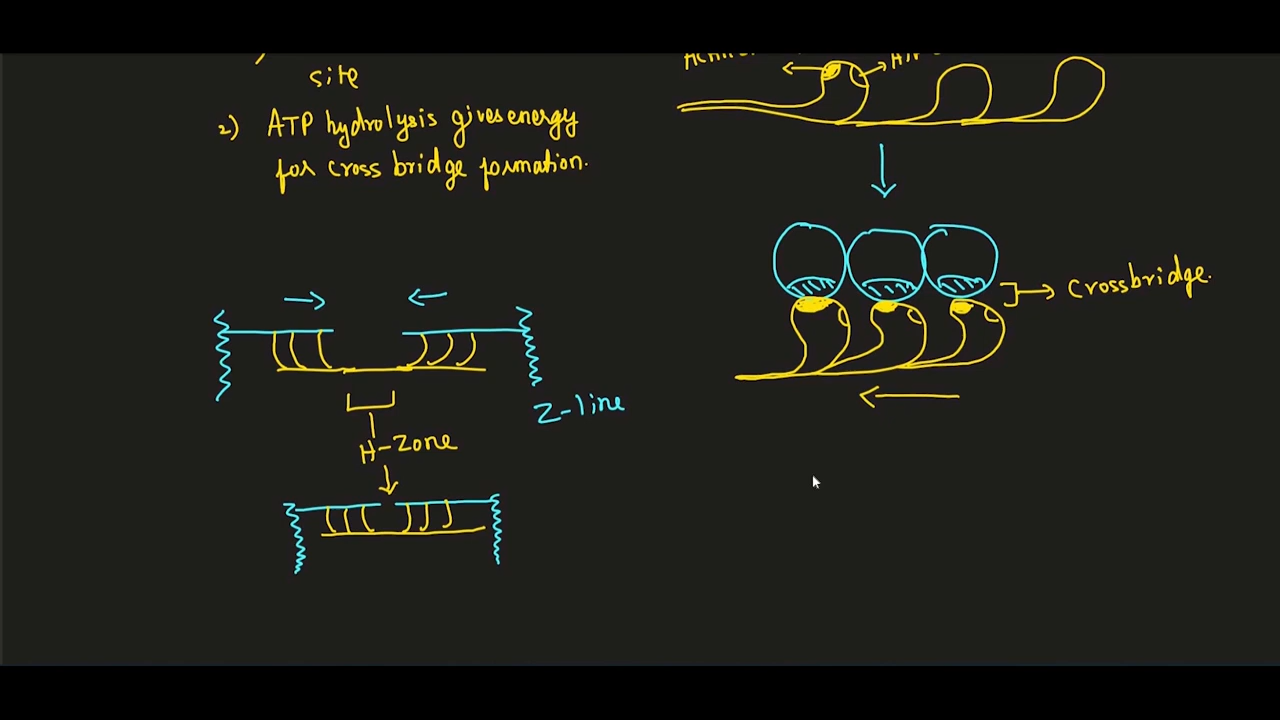 site
2) ATP hydrolysis gives energy
for cross bridge formation.
Crossbridge.
Z-line
H-Zone